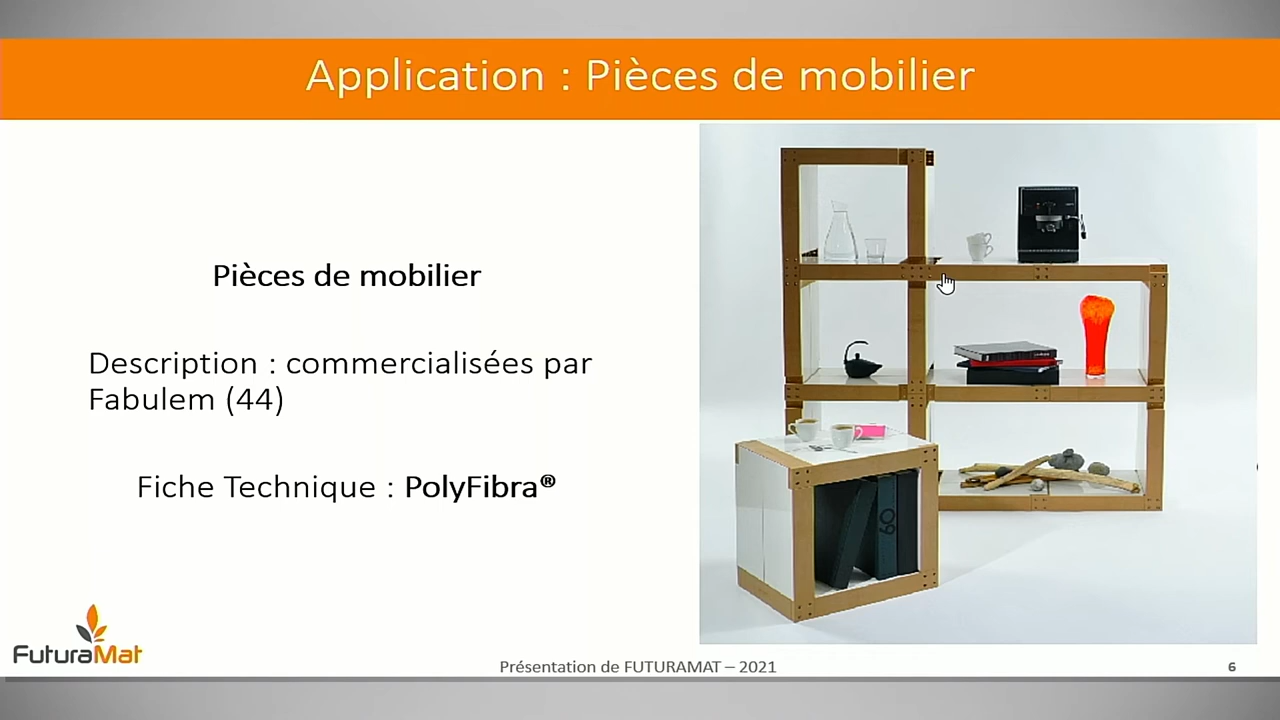 Application : Pièces de mobilier
Pièces de mobilier
Description : commercialisées par
Fabulem (44)
Fiche Technique : PolyFibra®
60
FuturaMat
Présentation de FUTURAMAT – 2021
6